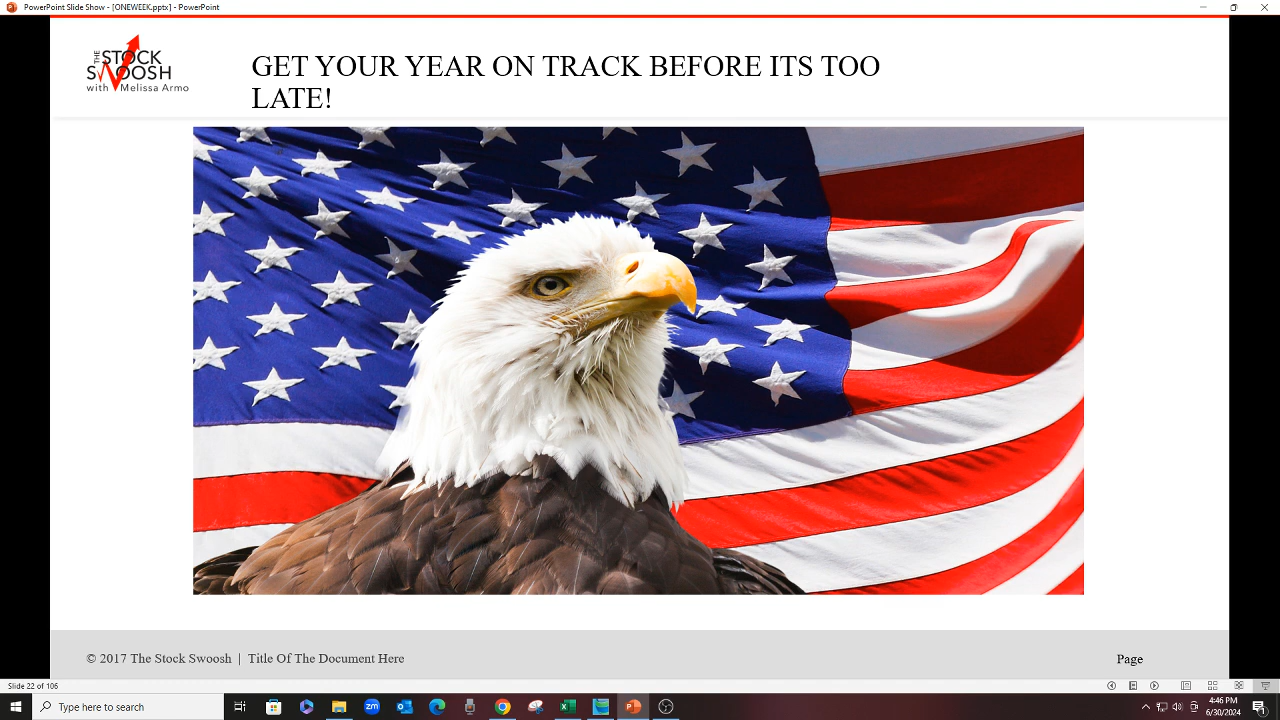 PowerPoint Slide Show - [ONEWEEK.pptx] - PowerPoint
THE
STOCK
SWOOSH
with Melissa Armo
GET YOUR YEAR ON TRACK BEFORE ITS TOO
LATE!
© 2017 The Stock Swoosh | Title Of The Document Here
Page
Slide 22 of 106
Type here to search
4:46 PM
6/30/2024